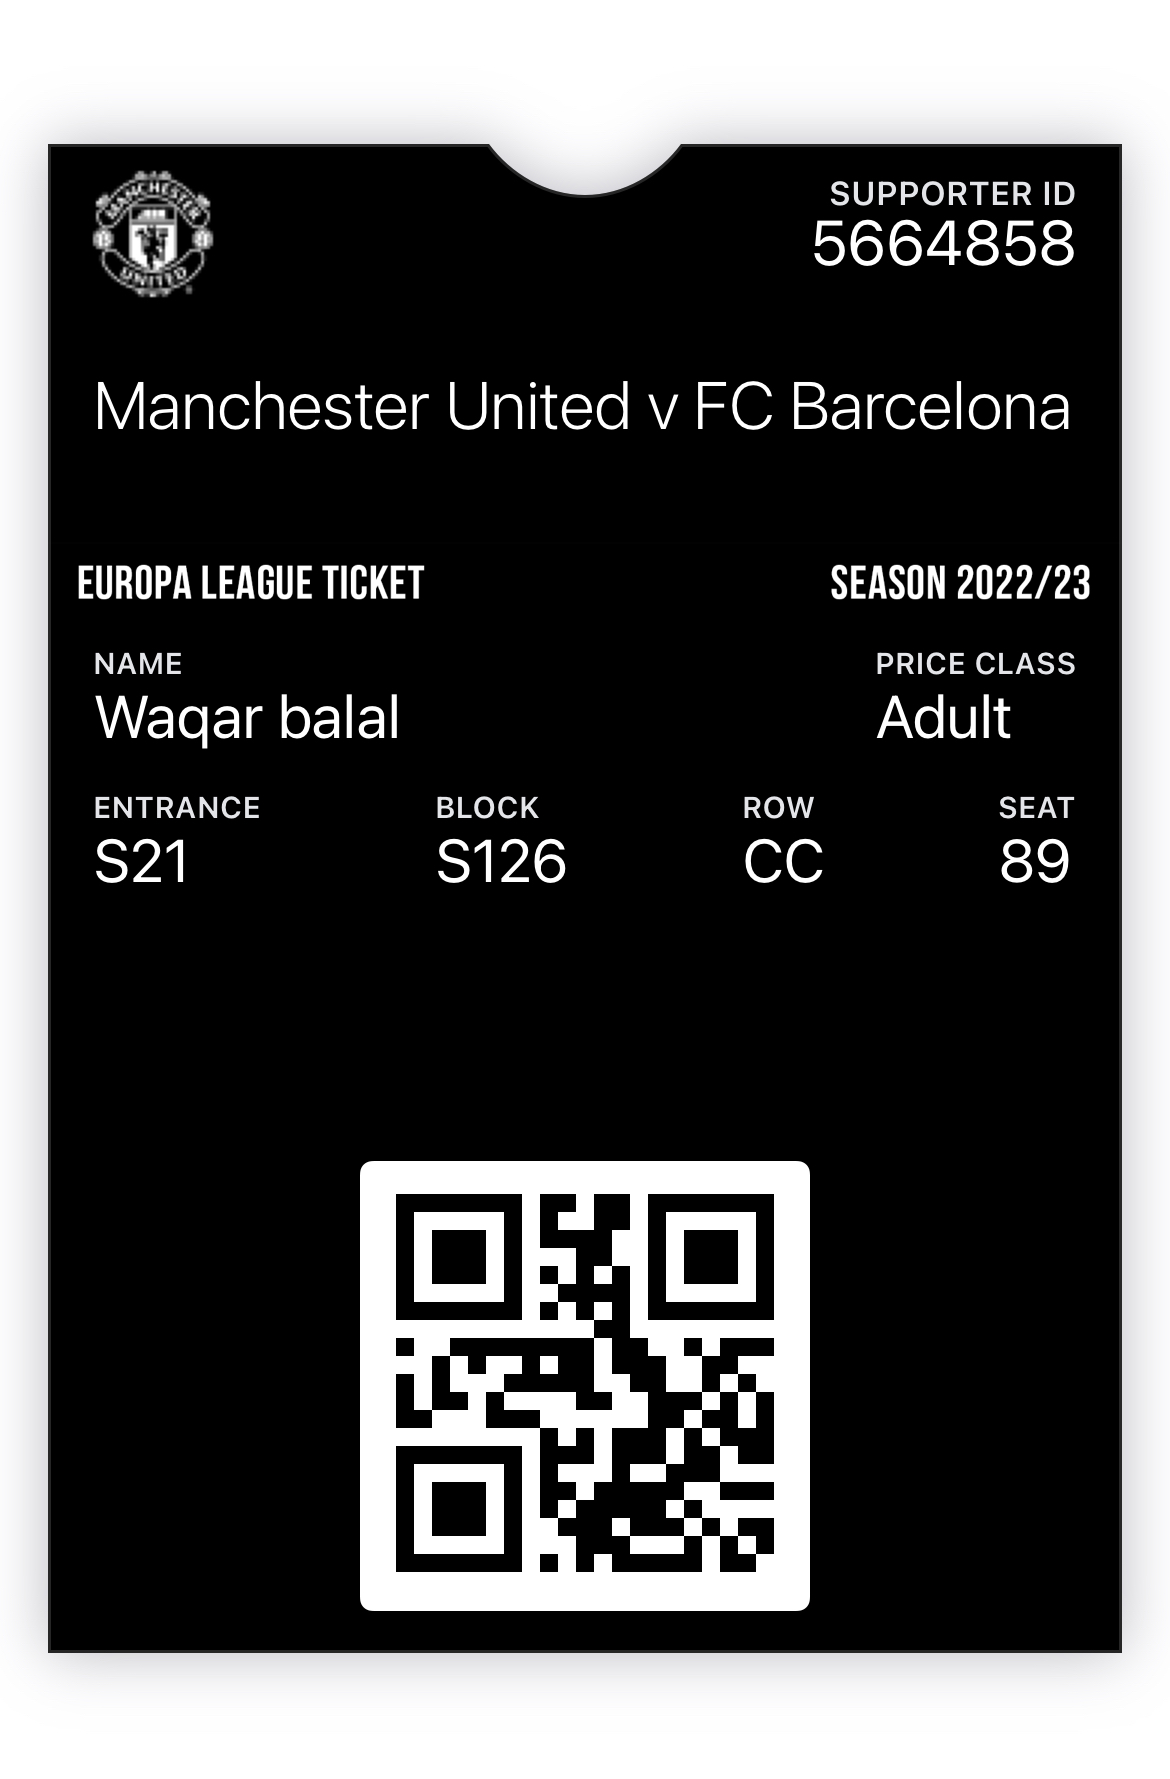 MANCHESTER
UNITED
SUPPORTER ID
5664858
Manchester United v FC Barcelona
EUROPA LEAGUE TICKET
SEASON 2022/23
NAME
PRICE CLASS
Waqar balal
Adult
ENTRANCE
BLOCK
ROW
SEAT
S21
S126
CC
89